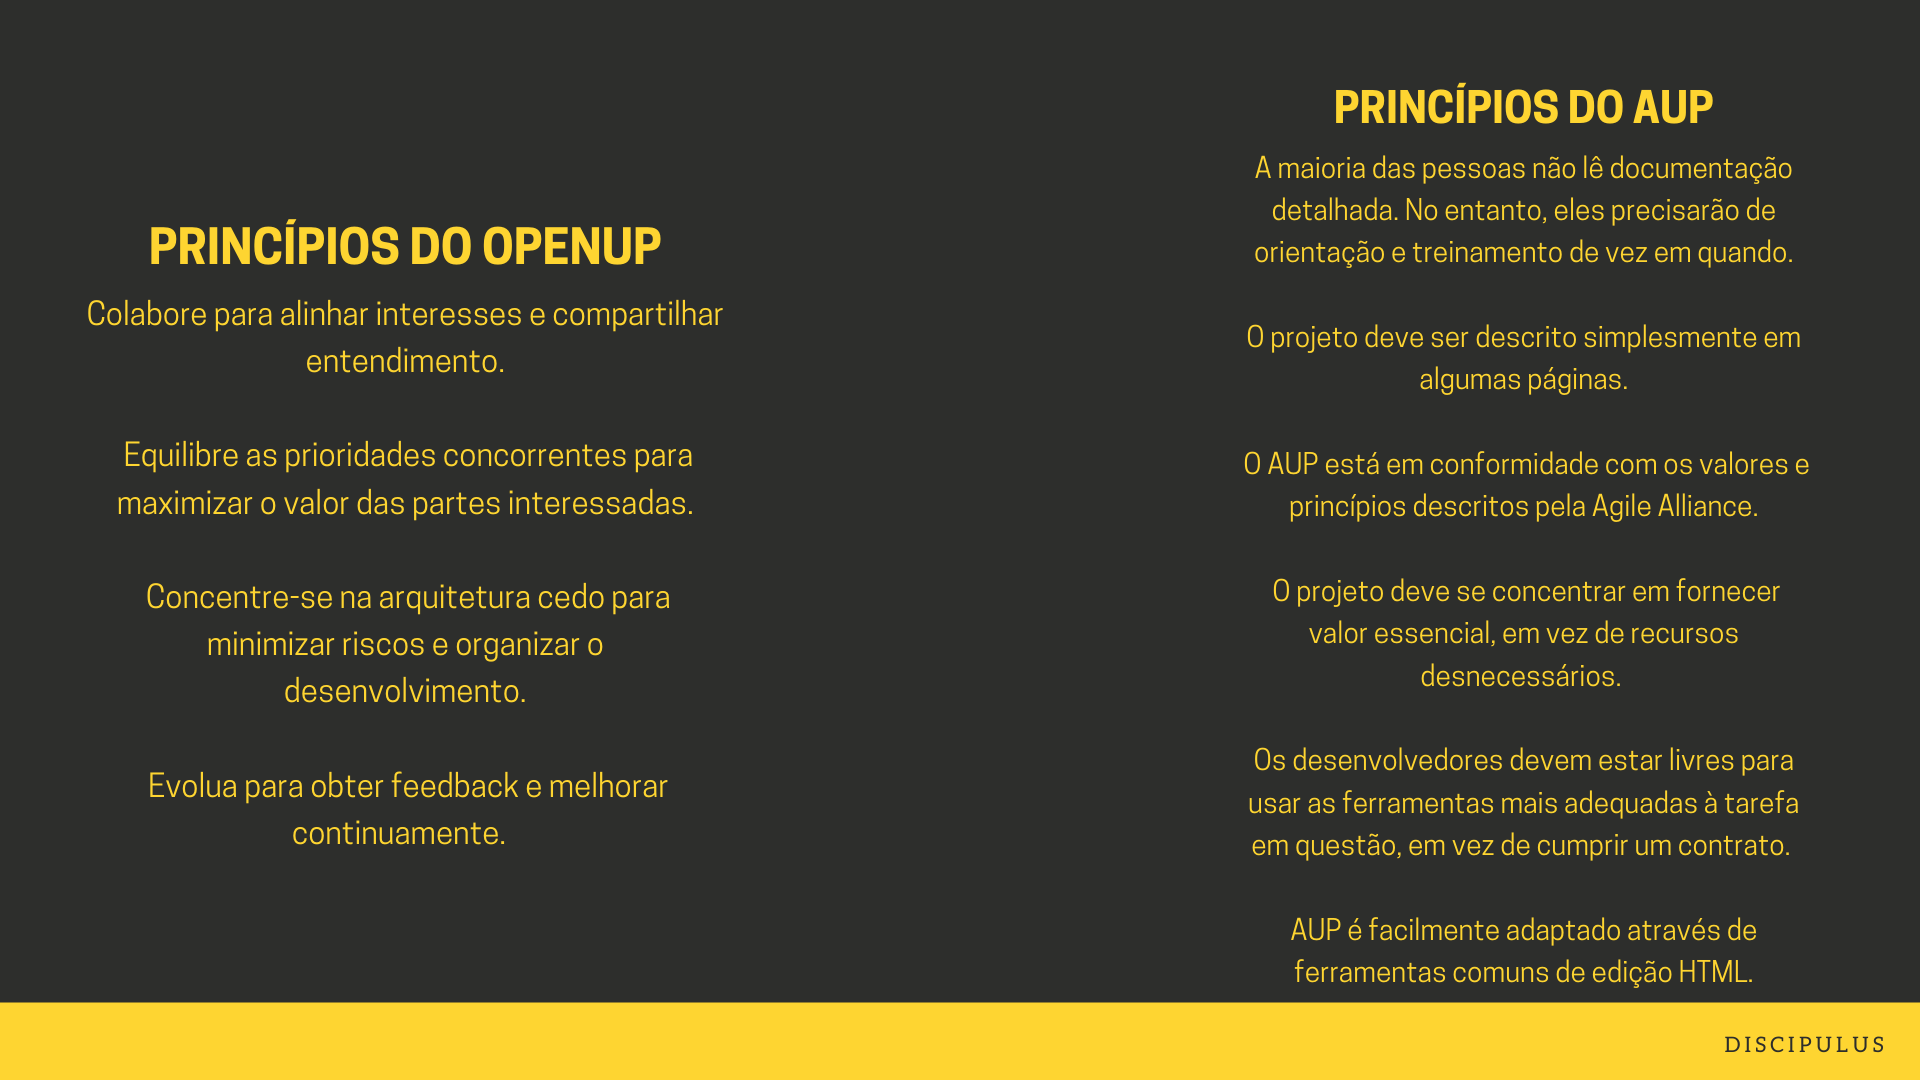 PRINCÍPIOS DO OPENUP
Colabore para alinhar interesses e compartilhar
entendimento.
Equilibre as prioridades concorrentes para
maximizar o valor das partes interessadas.
Concentre-se na arquitetura cedo para
minimizar riscos e organizar o
desenvolvimento.
Evolua para obter feedback e melhorar
continuamente.
PRINCÍPIOS DO AUP
A maioria das pessoas não lê documentação
detalhada. No entanto, eles precisarão de
orientação e treinamento de vez em quando.
O projeto deve ser descrito simplesmente em
algumas páginas.
O AUP está em conformidade com os valores e
princípios descritos pela Agile Alliance.
O projeto deve se concentrar em fornecer
valor essencial, em vez de recursos
desnecessários.
Os desenvolvedores devem estar livres para
usar as ferramentas mais adequadas à tarefa
em questão, em vez de cumprir um contrato.
AUP é facilmente adaptado através de
ferramentas comuns de edição HTML.
DISCIPULUS